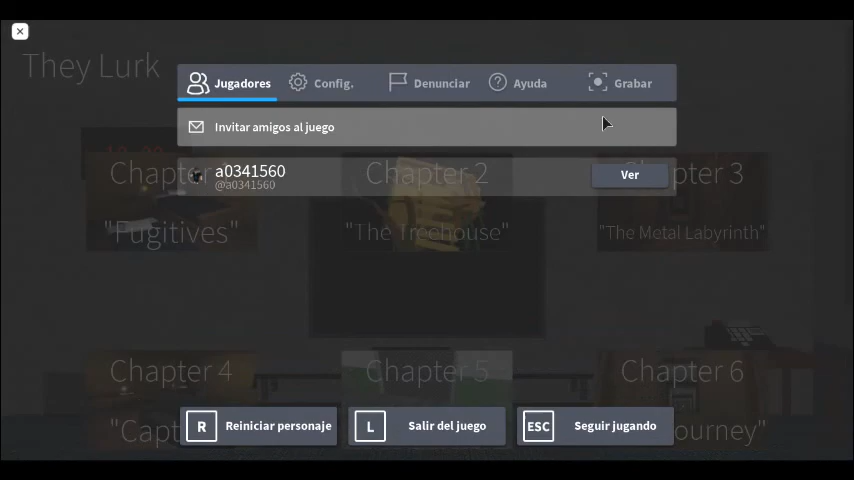 They Lurk
Jugadores
Config.
Denunciar
Ayuda
Grabar
Invitar amigos al juego
a0341560
@a0341560
Ver
Chapter 2
Chapter 3
"Fugitives"
"The Treehouse"
"The Metal Labyrinth"
Chapter 4
Chapter 5
Chapter 6
R Reiniciar personaje
L Salir del juego
ESC Seguir jugando